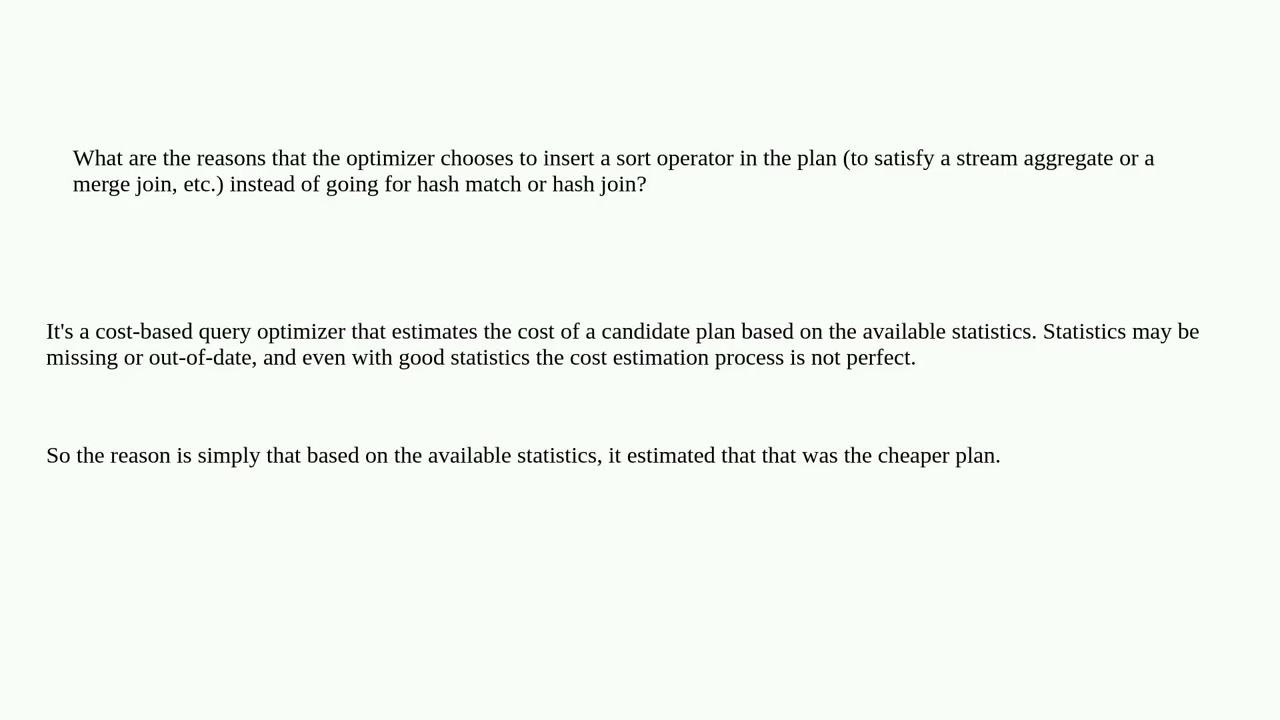 What are the reasons that the optimizer chooses to insert a sort operator in the plan (to satisfy a stream aggregate or a
merge join, etc.) instead of going for hash match or hash join?
It's a cost-based query optimizer that estimates the cost of a candidate plan based on the available statistics. Statistics may be
missing or out-of-date, and even with good statistics the cost estimation process is not perfect.
So the reason is simply that based on the available statistics, it estimated that that was the cheaper plan.